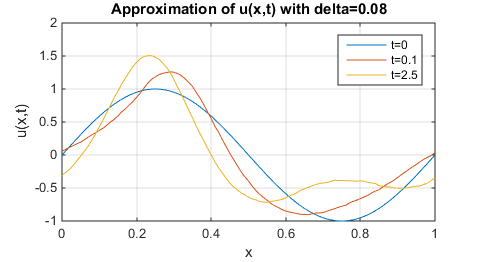 Approximation of u(x,t) with delta=0.08
2
1.5
1
0.5
0
-0.5
-1
u(x,t)
t=0
t=0.1
t=2.5
0 0.2 0.4 0.6 0.8 1
x